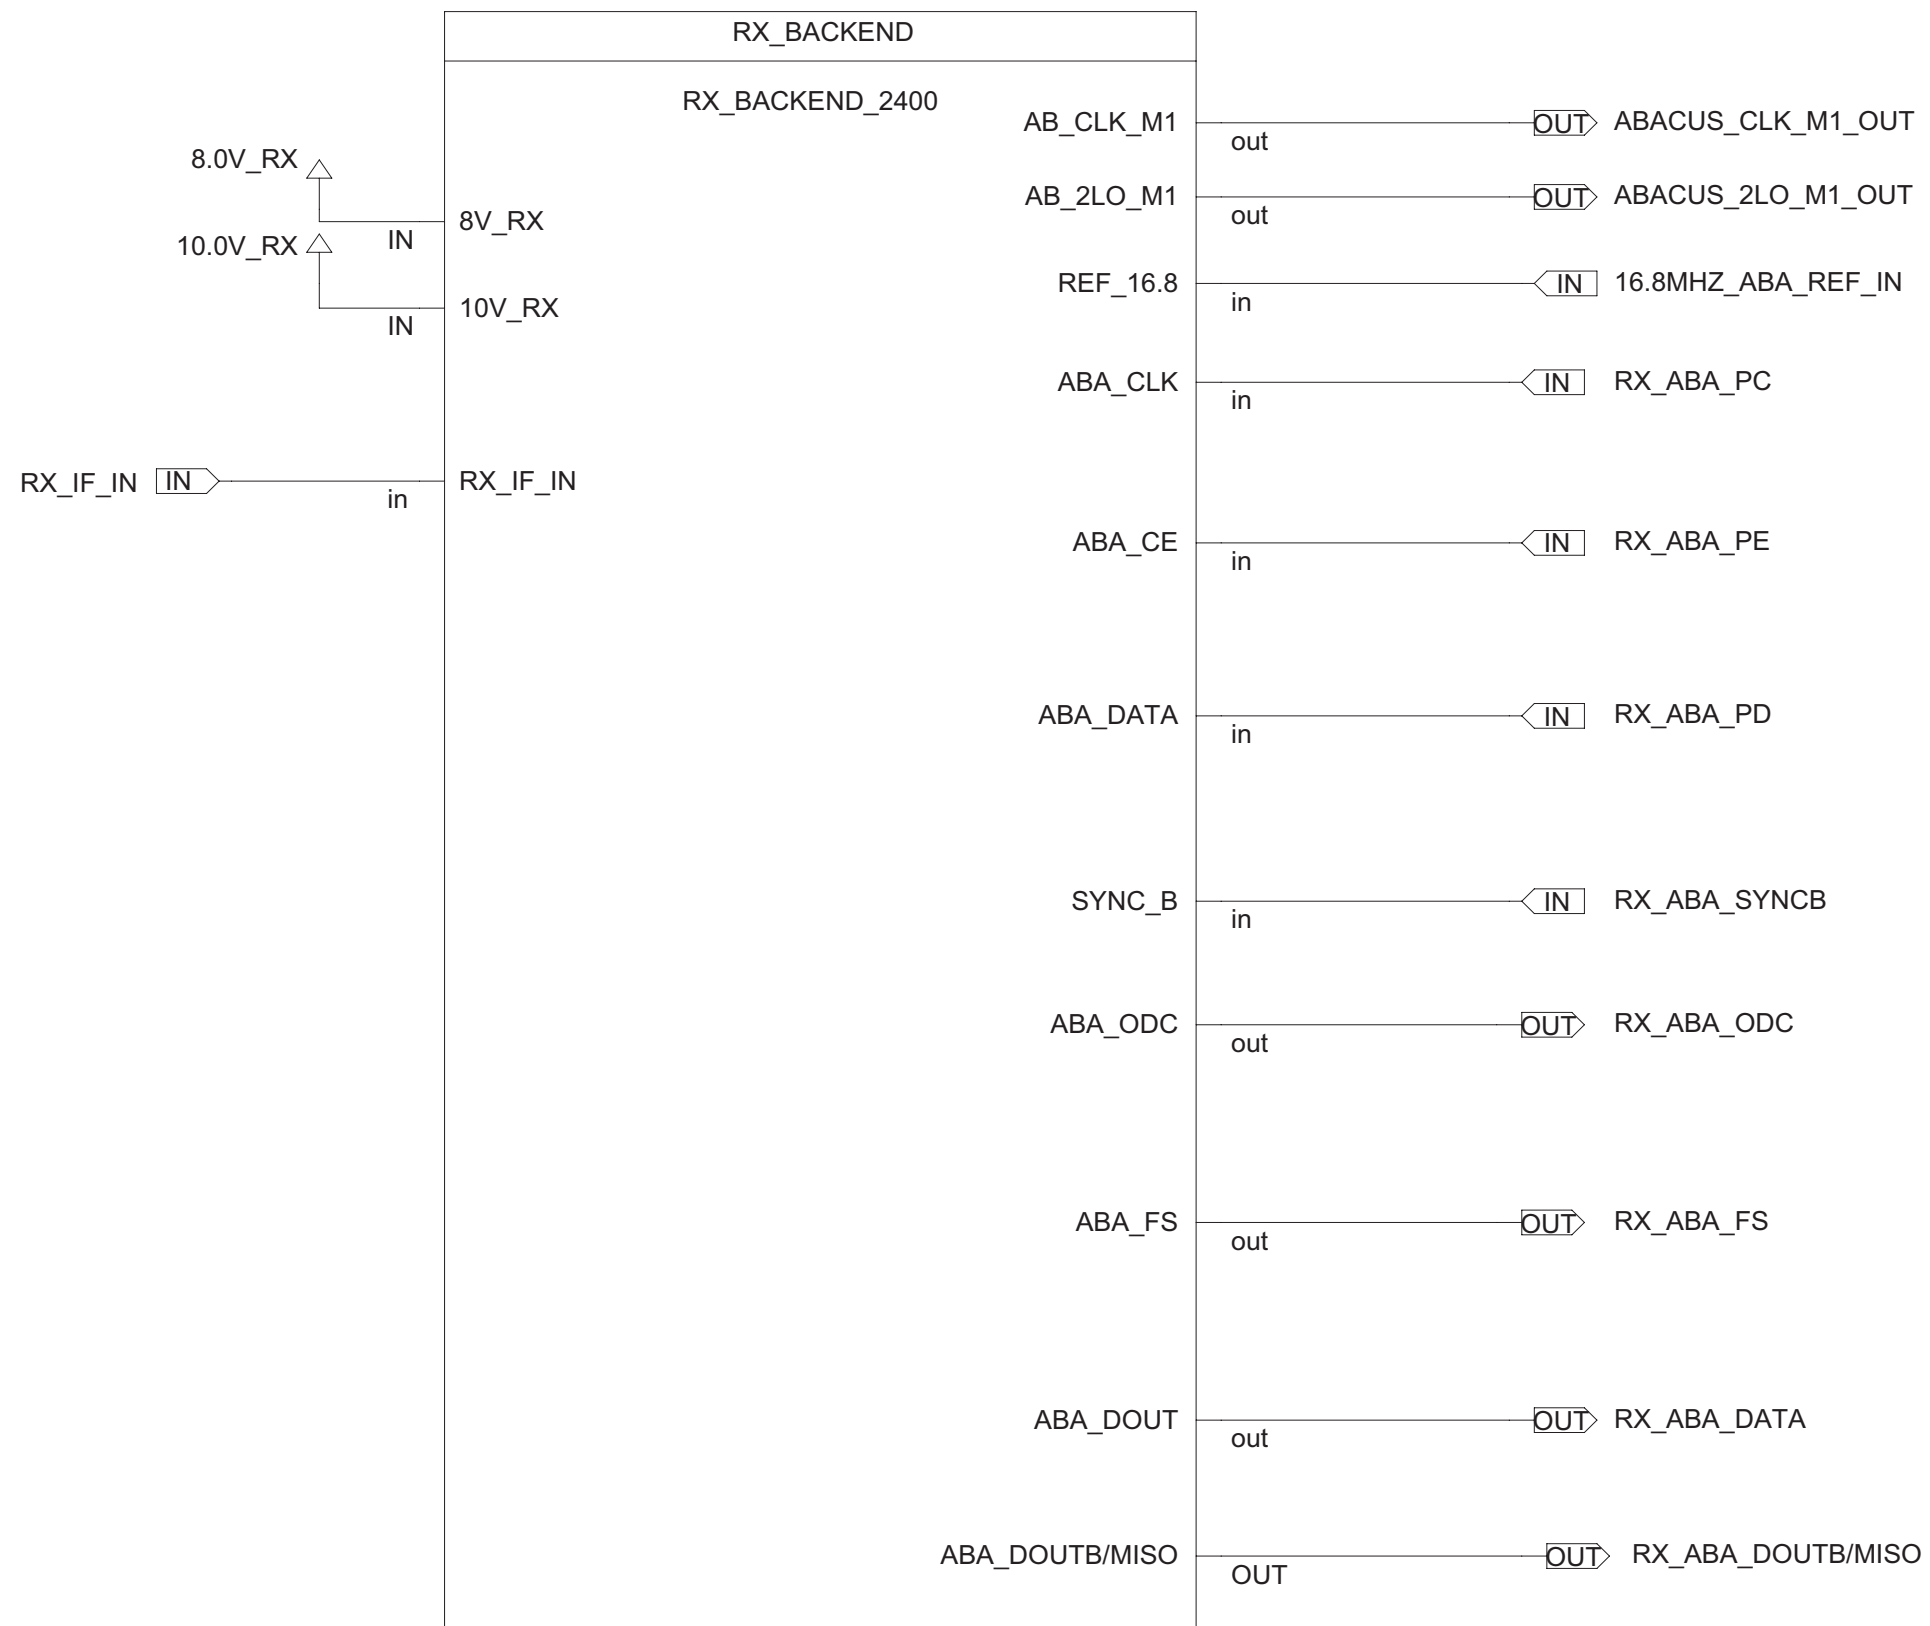 RX_BACKEND
RX_BACKEND_2400
AB_CLK_M1 out OUT ABACUS_CLK_M1_OUT
8.0V_RX IN 8V_RX
AB_2LO_M1 out OUT ABACUS_2LO_M1_OUT
10.0V_RX IN 10V_RX
REF_16.8 in IN 16.8MHZ_ABA_REF_IN
ABA_CLK in IN RX_ABA_PC
RX_IF_IN IN in RX_IF_IN
ABA_CE in IN RX_ABA_PE
ABA_DATA in IN RX_ABA_PD
SYNC_B in IN RX_ABA_SYNCB
ABA_ODC out OUT RX_ABA_ODC
ABA_FS out OUT RX_ABA_FS
ABA_DOUT out OUT RX_ABA_DATA
ABA_DOUTB/MISO OUT OUT RX_ABA_DOUTB/MISO